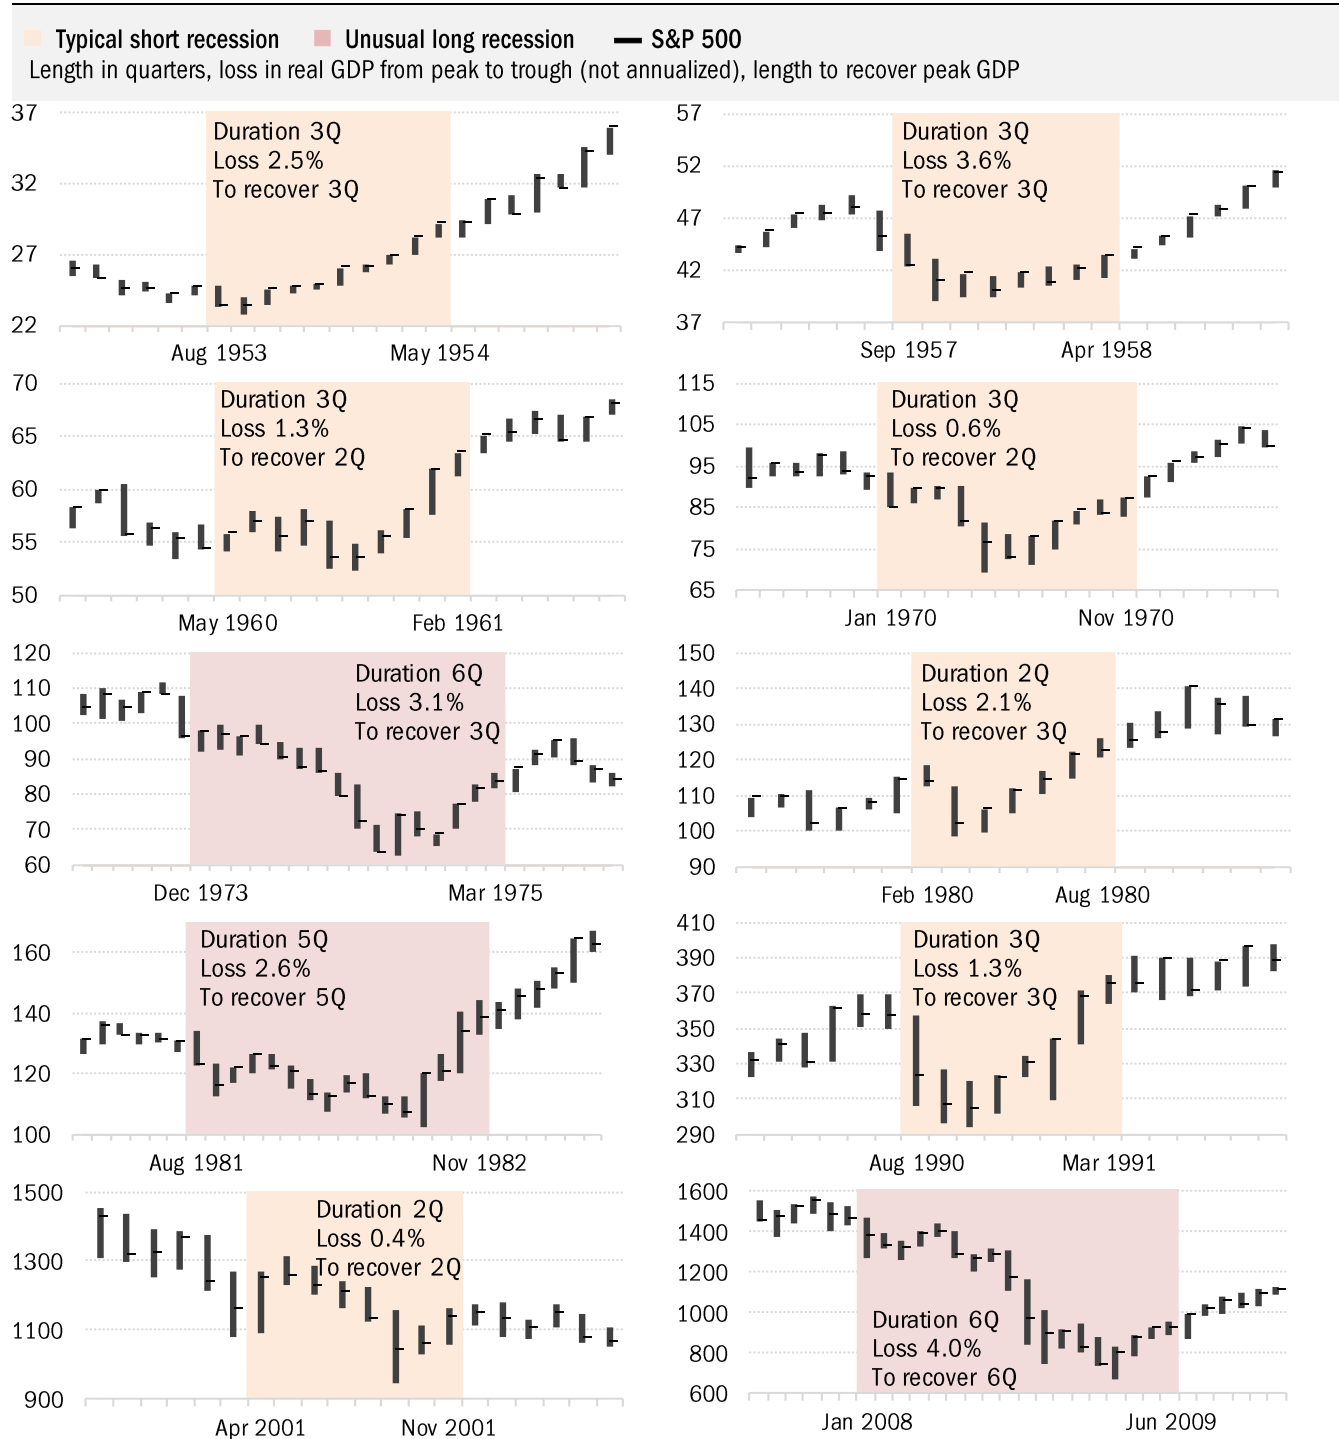 Typical short recession Unusual long recession S&P 500
Length in quarters, loss in real GDP from peak to trough (not annualized), length to recover peak GDP
37
32
27
22
Duration 3Q
Loss 2.5%
To recover 3Q
Aug 1953 May 1954
57
52
47
42
37
Duration 3Q
Loss 3.6%
To recover 3Q
Sep 1957 Apr 1958
70
65
60
55
50
Duration 3Q
Loss 1.3%
To recover 2Q
May 1960 Feb 1961
115
105
95
85
75
65
Duration 3Q
Loss 0.6%
To recover 2Q
Jan 1970 Nov 1970
120
110
100
90
80
70
60
Duration 6Q
Loss 3.1%
To recover 3Q
Dec 1973 Mar 1975
150
140
130
120
110
100
90
Duration 2Q
Loss 2.1%
To recover 3Q
Feb 1980 Aug 1980
160
140
120
100
Duration 5Q
Loss 2.6%
To recover 5Q
Aug 1981 Nov 1982
410
390
370
350
330
310
290
Duration 3Q
Loss 1.3%
To recover 3Q
Aug 1990 Mar 1991
1500
1300
1100
900
Duration 2Q
Loss 0.4%
To recover 2Q
Apr 2001 Nov 2001
1600
1400
1200
1000
800
600
Duration 6Q
Loss 4.0%
To recover 6Q
Jan 2008 Jun 2009